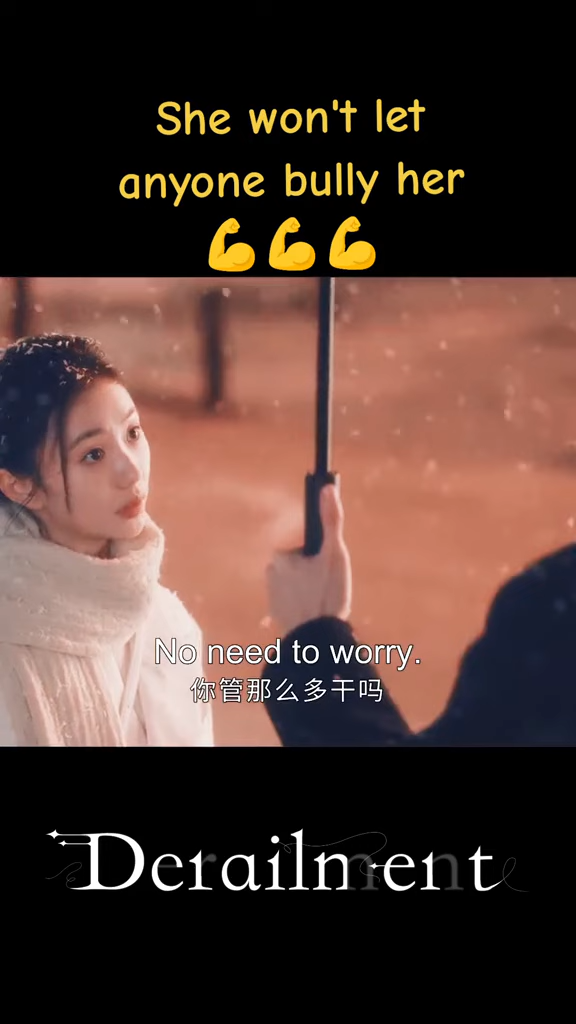 She won't let
anyone bully her
💪💪💪
No need to worry.
你管那么多干吗
Derailment